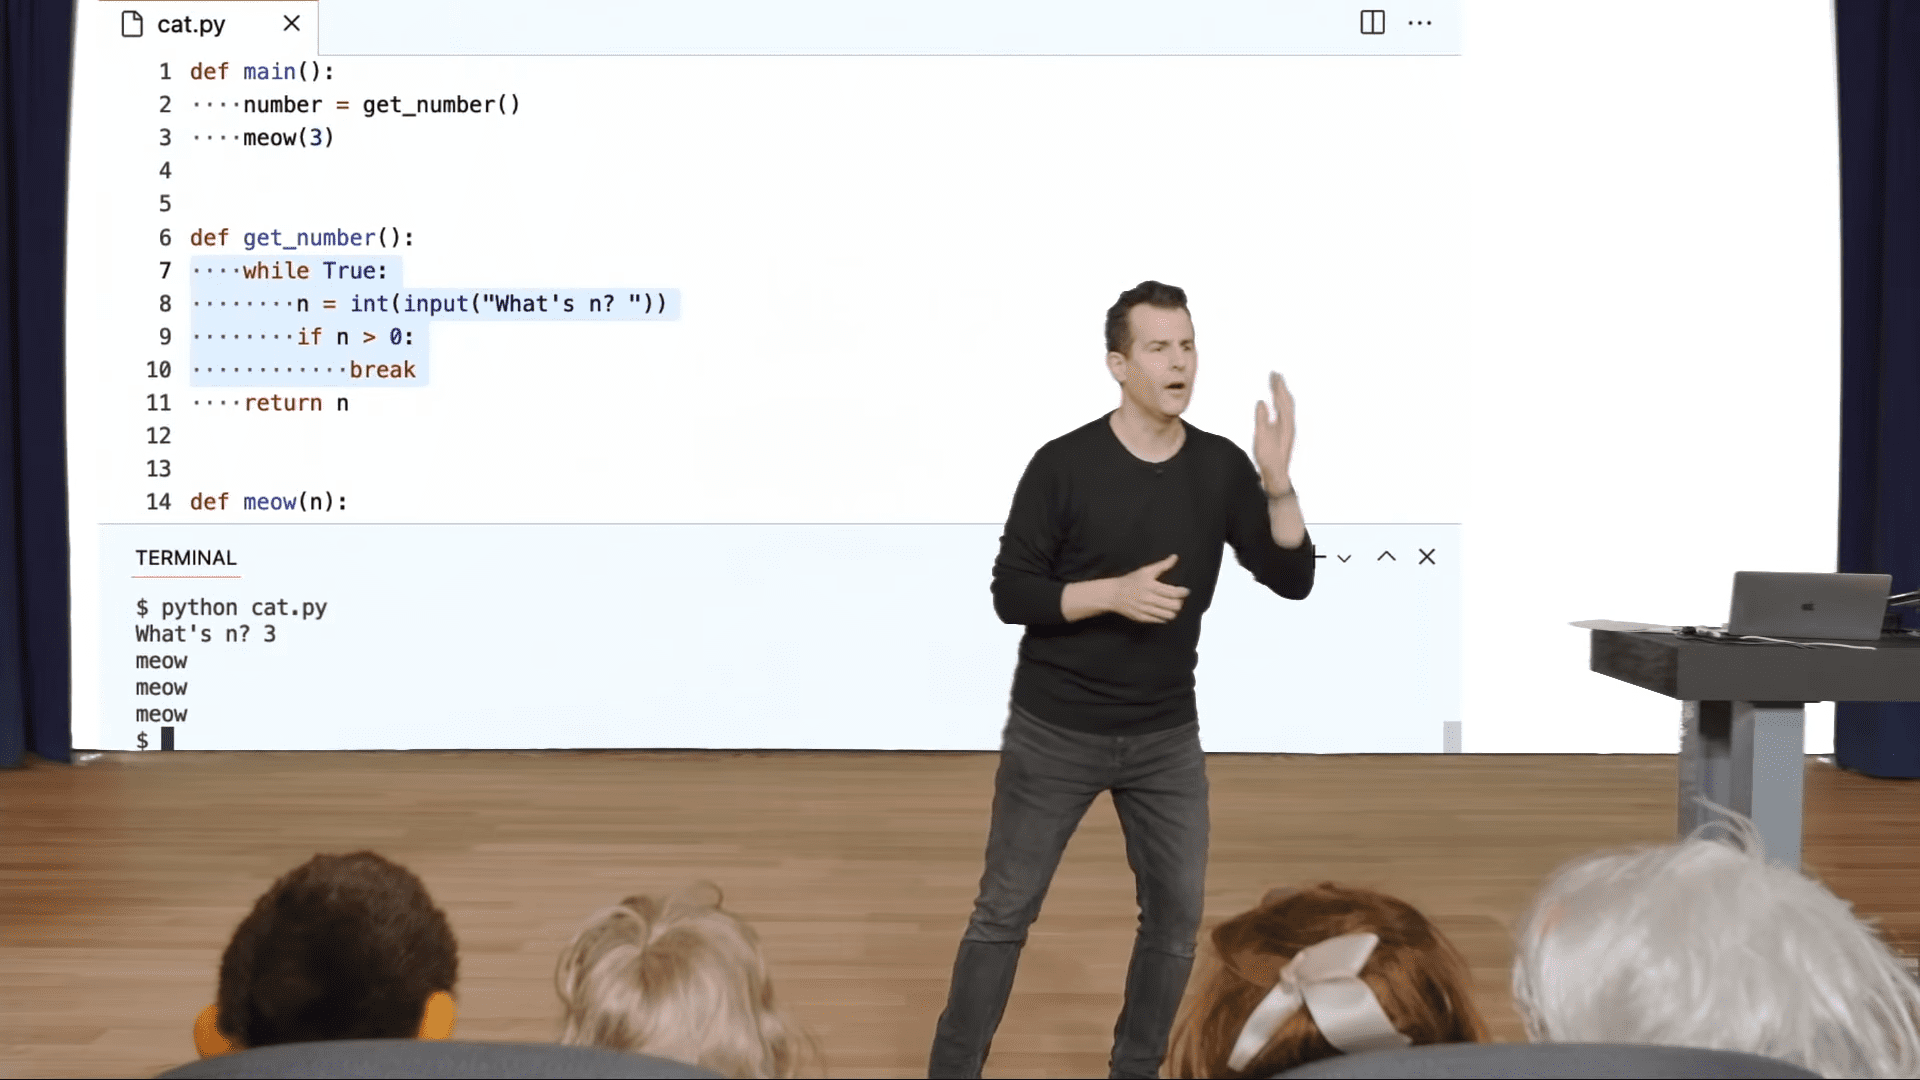 cat.py
1 def main():
2 ····number = get_number()
3 ····meow(3)
4
5
6 def get_number():
7 ····while True:
8 ········n = int(input("What's n? "))
9 ········if n > 0:
10 ············break
11 ····return n
12
13
14 def meow(n):
TERMINAL
$ python cat.py
What's n? 3
meow
meow
meow
$